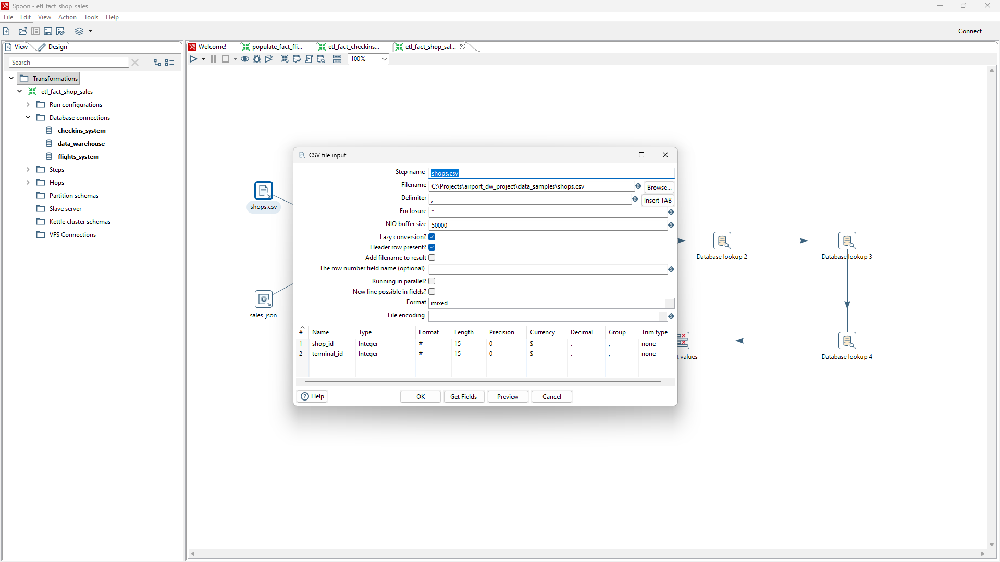 Spoon - etl_fact_shop_sales
File Edit View Action Tools Help
Connect
View Design
Welcome! populate_fact_fli... etl_fact_checkins... etl_fact_shop_sal...
100%
Search
Transformations
etl_fact_shop_sales
Run configurations
Database connections
checkins_system
data_warehouse
flights_system
Steps
Hops
Partition schemas
Slave server
Kettle cluster schemas
VFS Connections
shops.csv
sales_json
CSV file input
Step name shops.csv
Filename C:\Projects\airport_dw_project\data_samples\shops.csv Browse...
Delimiter , Insert TAB
Enclosure "
NIO buffer size 50000
Lazy conversion?
Header row present?
Add filename to result
The row number field name (optional)
Running in parallel?
New line possible in fields?
Format mixed
File encoding
# Name Type Format Length Precision Currency Decimal Group Trim type
1 shop_id Integer # 15 0 $ . , none
2 terminal_id Integer # 15 0 $ . , none
Help OK Get Fields Preview Cancel
Database lookup 2
Database lookup 3
t values
Database lookup 4